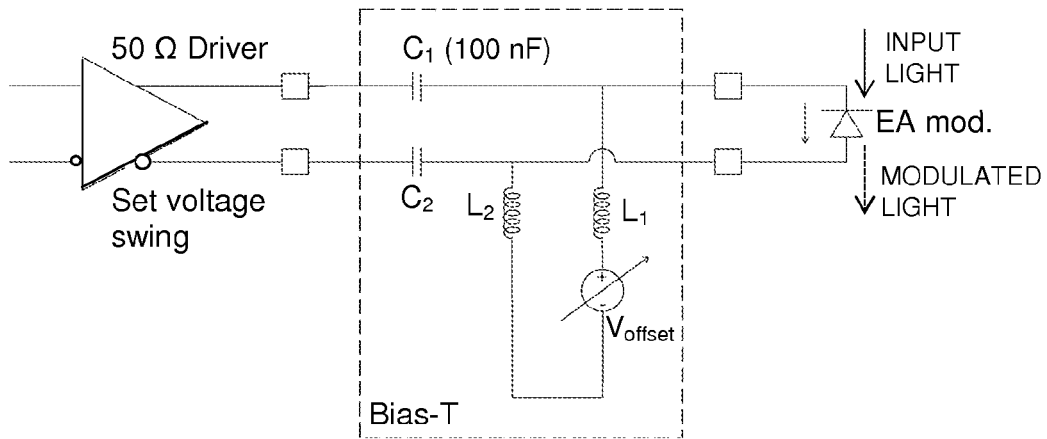 50 Ω Driver
C1 (100 nF)
INPUT
LIGHT
EA mod.
MODULATED
LIGHT
Set voltage
swing
C2
L2
L1
+
-
Voffset
Bias-T